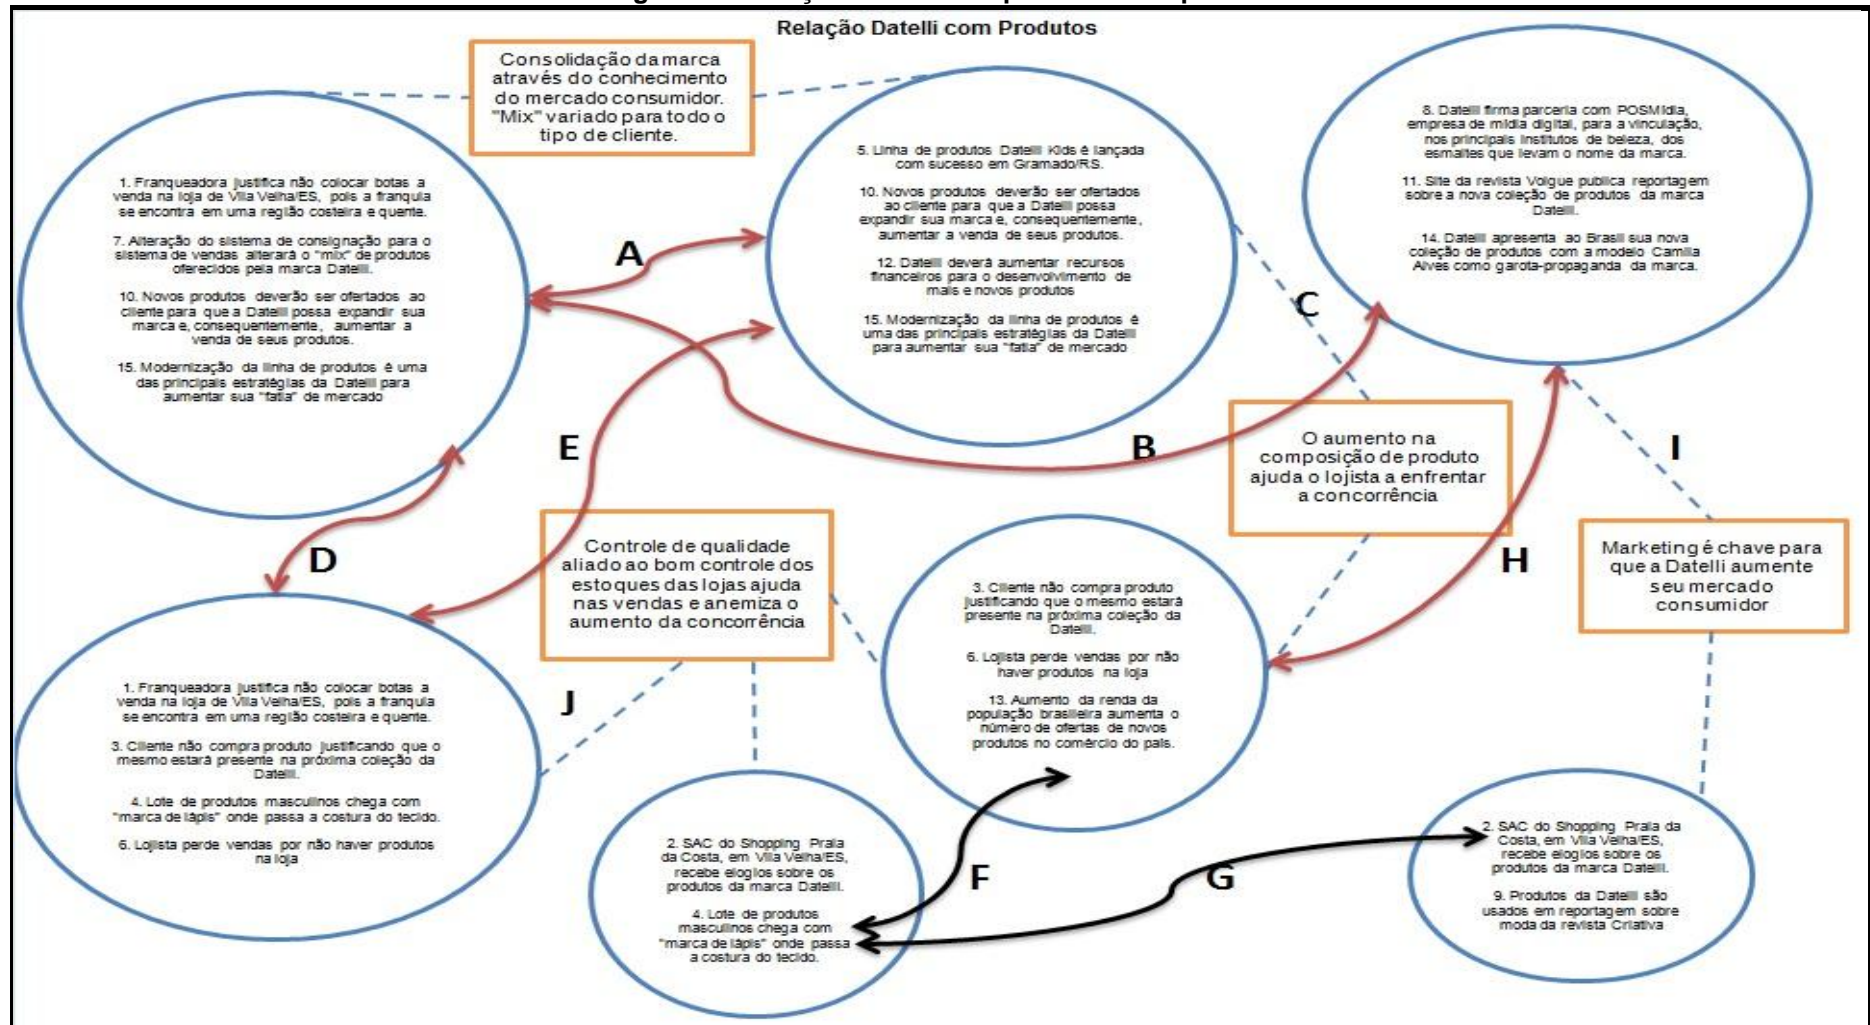 Relação Datelli com Produtos
Consolidação da marca
através do conhecimento
do mercado consumidor.
"Mix" variado para todo o
tipo de cliente.
1. Franqueadora justifica não colocar botas a
venda na loja de Vila Velha/ES, pois a franquia
se encontra em uma região costeira e quente.
7. Alteração do sistema de consignação para o
sistema de vendas alterará o "mix" de produtos
oferecidos pela marca Datelli.
10. Novos produtos deverão ser ofertados ao
cliente para que a Datelli possa expandir sua
marca e, consequentemente, aumentar a
venda de seus produtos.
15. Modernização da linha de produtos é uma
das principais estratégias da Datelli para
aumentar sua "fatia" de mercado
5. Linha de produtos Datelli Kids é lançada
com sucesso em Gramado/RS.
10. Novos produtos deverão ser ofertados
ao cliente para que a Datelli possa
expandir sua marca e, consequentemente,
aumentar a venda de seus produtos.
12. Datelli deverá aumentar recursos
financeiros para o desenvolvimento de
mais e novos produtos
15. Modernização da linha de produtos é
uma das principais estratégias da Datelli
para aumentar sua "fatia" de mercado
8. Datelli firma parceria com POSMídia,
empresa de mídia digital, para a vinculação,
nos principais institutos de beleza, dos
esmaltes que levam o nome da marca.
11. Site da revista Volgue publica reportagem
sobre a nova coleção de produtos da marca
Datelli.
14. Datelli apresenta ao Brasil sua nova
coleção de produtos com a modelo Camilla
Alves como garota-propaganda da marca.
A
B
C
D
E
F
G
H
I
J
O aumento na
composição de produto
ajuda o lojista a enfrentar
a concorrência
Controle de qualidade
aliado ao bom controle dos
estoques das lojas ajuda
nas vendas e anemiza o
aumento da concorrência
Marketing é chave para
que a Datelli aumente
seu mercado
consumidor
1. Franqueadora justifica não colocar botas a
venda na loja de Vila Velha/ES, pois a franquia
se encontra em uma região costeira e quente.
3. Cliente não compra produto justificando que o
mesmo estará presente na próxima coleção da
Datelli.
4. Lote de produtos masculinos chega com
"marca de lápis" onde passa a costura do tecido.
6. Lojista perde vendas por não haver produtos
na loja
3. Cliente não compra produto
justificando que o mesmo estará
presente na próxima coleção da
Datelli.
6. Lojista perde vendas por não
haver produtos na loja
13. Aumento da renda da
população brasileira aumenta o
número de ofertas de novos
produtos no comércio do país.
2. SAC do Shopping Praia
da Costa, em Vila Velha/ES,
recebe elogios sobre os
produtos da marca Datelli.
4. Lote de produtos
masculinos chega com
"marca de lápis" onde passa
a costura do tecido.
2. SAC do Shopping Praia da
Costa, em Vila Velha/ES,
recebe elogios sobre os
produtos da marca Datelli.
9. Produtos da Datelli são
usados em reportagem sobre
moda da revista Criativa